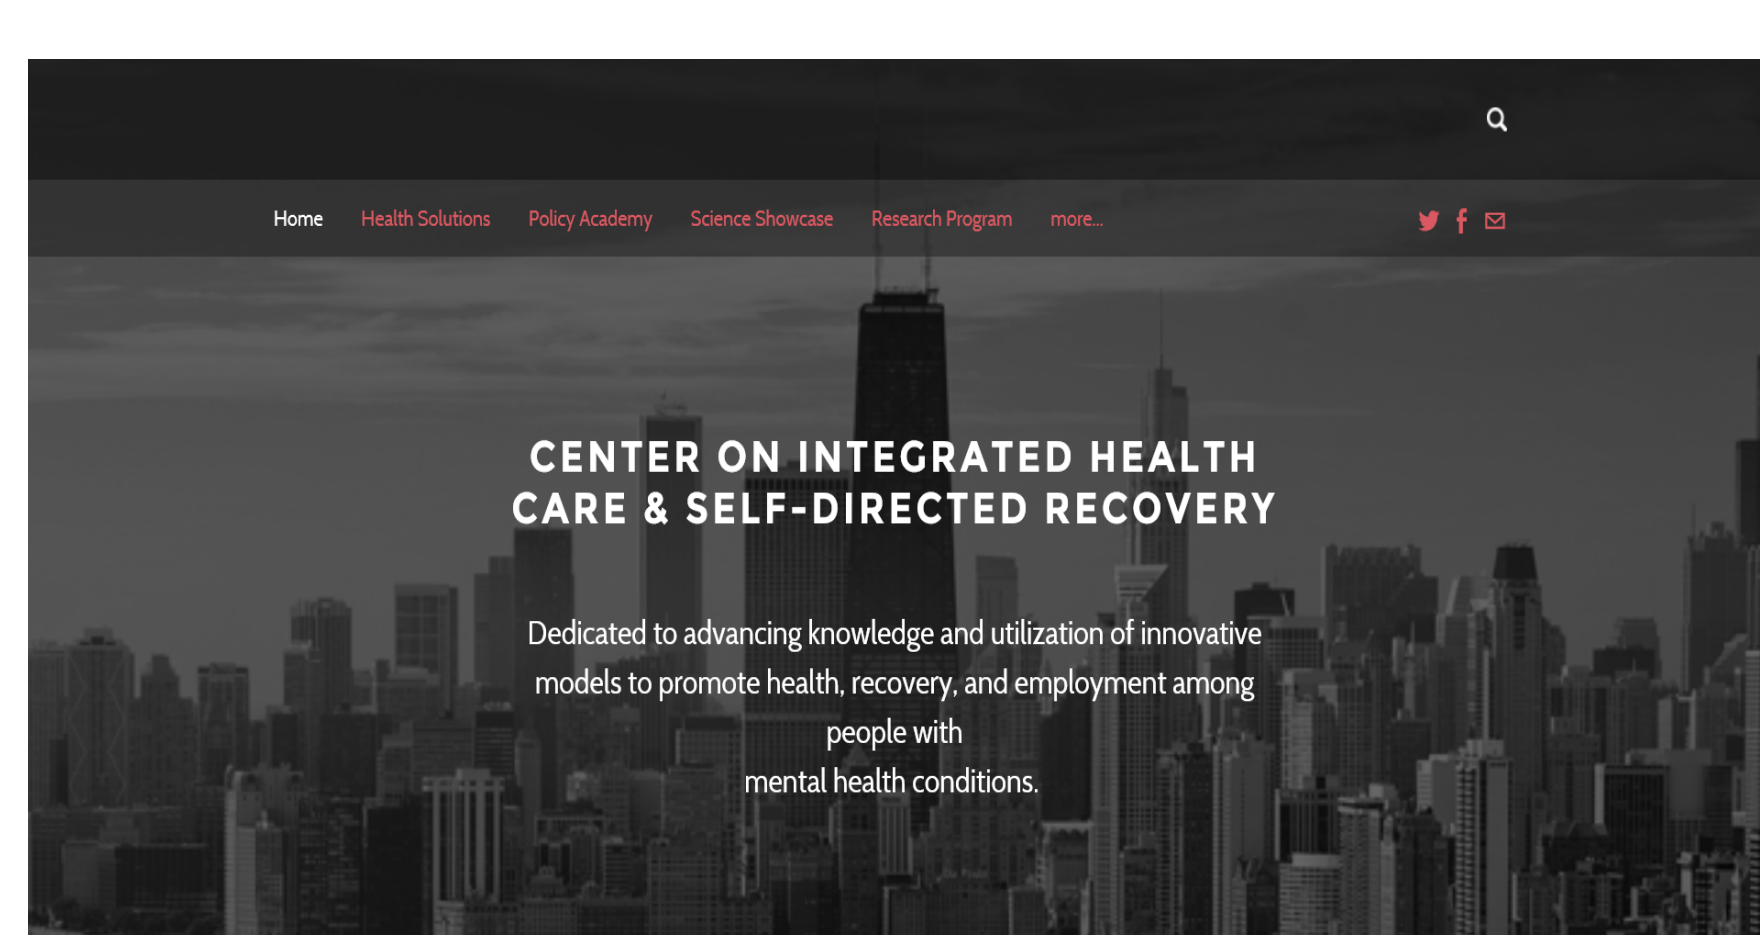 Home Health Solutions Policy Academy Science Showcase Research Program more...
CENTER ON INTEGRATED HEALTH
CARE & SELF-DIRECTED RECOVERY
Dedicated to advancing knowledge and utilization of innovative
models to promote health, recovery, and employment among
people with
mental health conditions.